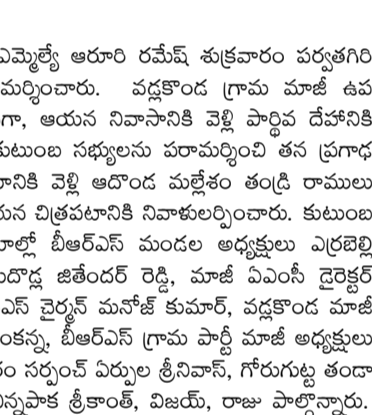 ఎమ్మెల్యే ఆరూరి రమేష్ శుక్రవారం పర్వతగిరి
మర్శించారు. వడ్లకొండ గ్రామ మాజీ ఉప
గా, ఆయన నివాసానికి వెళ్లి పార్థివ దేహానికి
కుటుంబ సభ్యులను పరామర్శించి తన ప్రగాఢ
ానికి వెళ్లి ఆదొండ మల్లేశం తండ్రి రాములు
యన చిత్రపటానికి నివాళులర్పించారు. కుటుంబ
ాల్లో బీఆర్ఎస్ మండల అధ్యక్షులు ఎర్రబెల్లి
ుదొడ్ల జితేందర్ రెడ్డి, మాజీ ఏఎంసీ డైరెక్టర్
ఎస్ చైర్మన్ మనోజ్ కుమార్, వడ్లకొండ మాజీ
ంకన్న, బీఆర్ఎస్ గ్రామ పార్టీ మాజీ అధ్యక్షులు
ం సర్పంచ్ ఏర్పుల శ్రీనివాస్, గోరుగుట్ట తండా
ిన్నపాక శ్రీకాంత్, విజయ్, రాజు పాల్గొన్నారు.